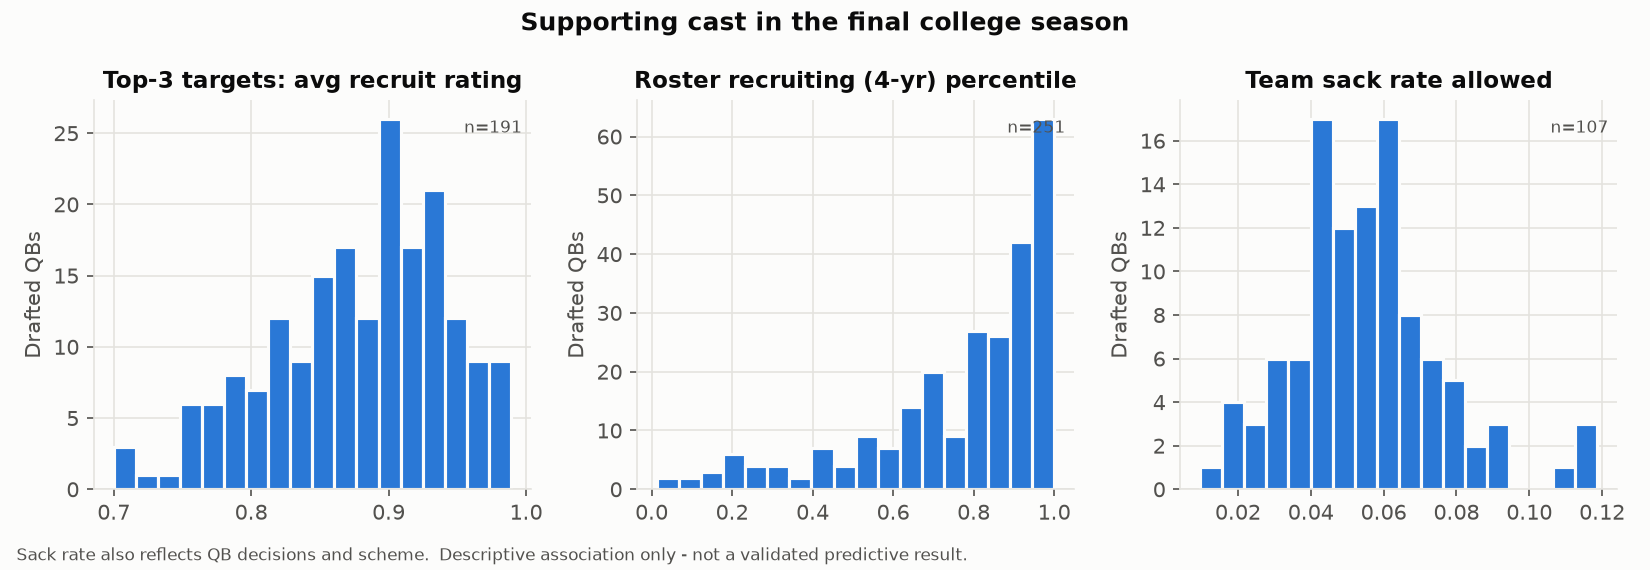 Supporting cast in the final college season
Top-3 targets: avg recruit rating
n=191
Drafted QBs
25
20
15
10
5
0
0.7 0.8 0.9 1.0
Roster recruiting (4-yr) percentile
n=251
Drafted QBs
60
50
40
30
20
10
0
0.0 0.2 0.4 0.6 0.8 1.0
Team sack rate allowed
n=107
Drafted QBs
16
14
12
10
8
6
4
2
0
0.02 0.04 0.06 0.08 0.10 0.12
Sack rate also reflects QB decisions and scheme.  Descriptive association only - not a validated predictive result.